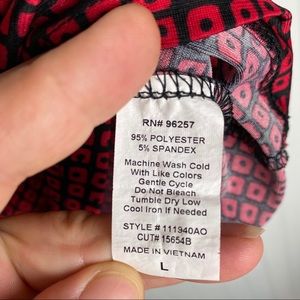 RN# 96257
95% POLYESTER
5% SPANDEX
Machine Wash Cold
With Like Colors
Gentle Cycle
Do Not Bleach
Tumble Dry Low
Cool Iron If Needed
STYLE # 111940AO
CUT# 15654B
MADE IN VIETNAM
L